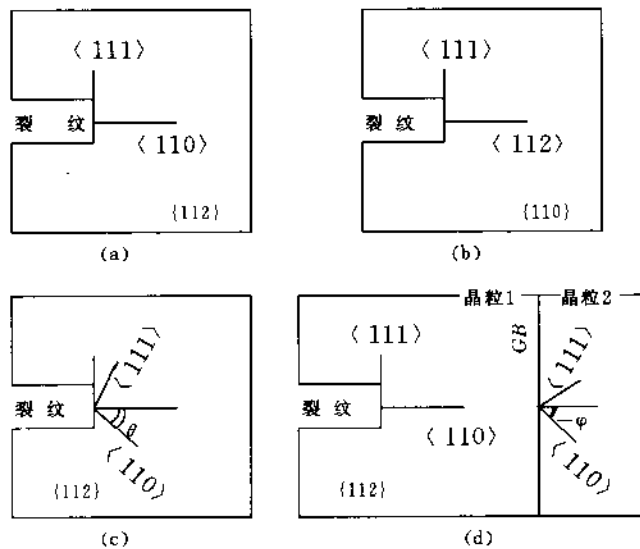 〈111〉
裂 纹
〈110〉
{112}
(a)
〈111〉
裂 纹
〈112〉
{110}
(b)
〈111〉
裂 纹
θ
〈110〉
{112}
(c)
晶粒1 晶粒2
〈111〉
GB
〈111〉
裂 纹
φ
〈110〉
〈110〉
{112}
(d)